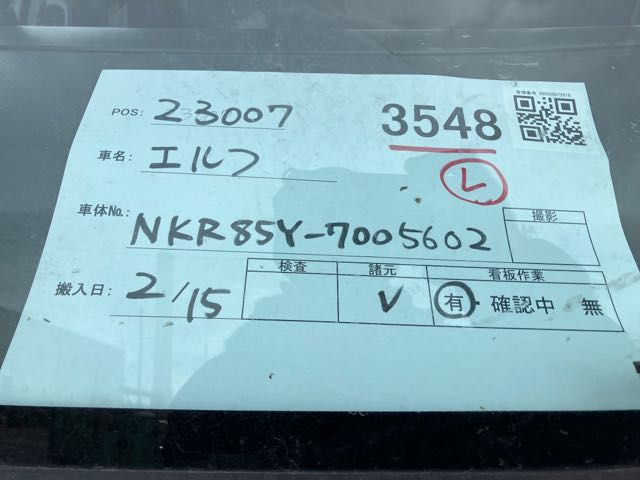 POS: 23007
3548
車名: エルフ
レ
車体No.: NKR85Y-7005602
撮影
搬入日: 2/15
検査 諸元 看板作業
V 有・確認中 無